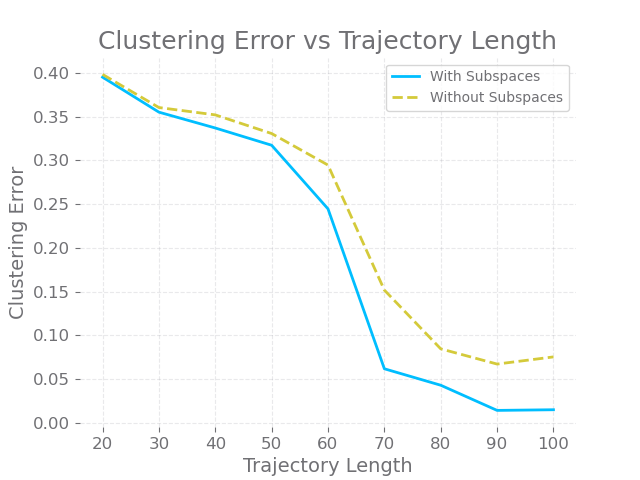 Clustering Error vs Trajectory Length
With Subspaces
Without Subspaces
Clustering Error
0.40
0.35
0.30
0.25
0.20
0.15
0.10
0.05
0.00
20 30 40 50 60 70 80 90 100
Trajectory Length